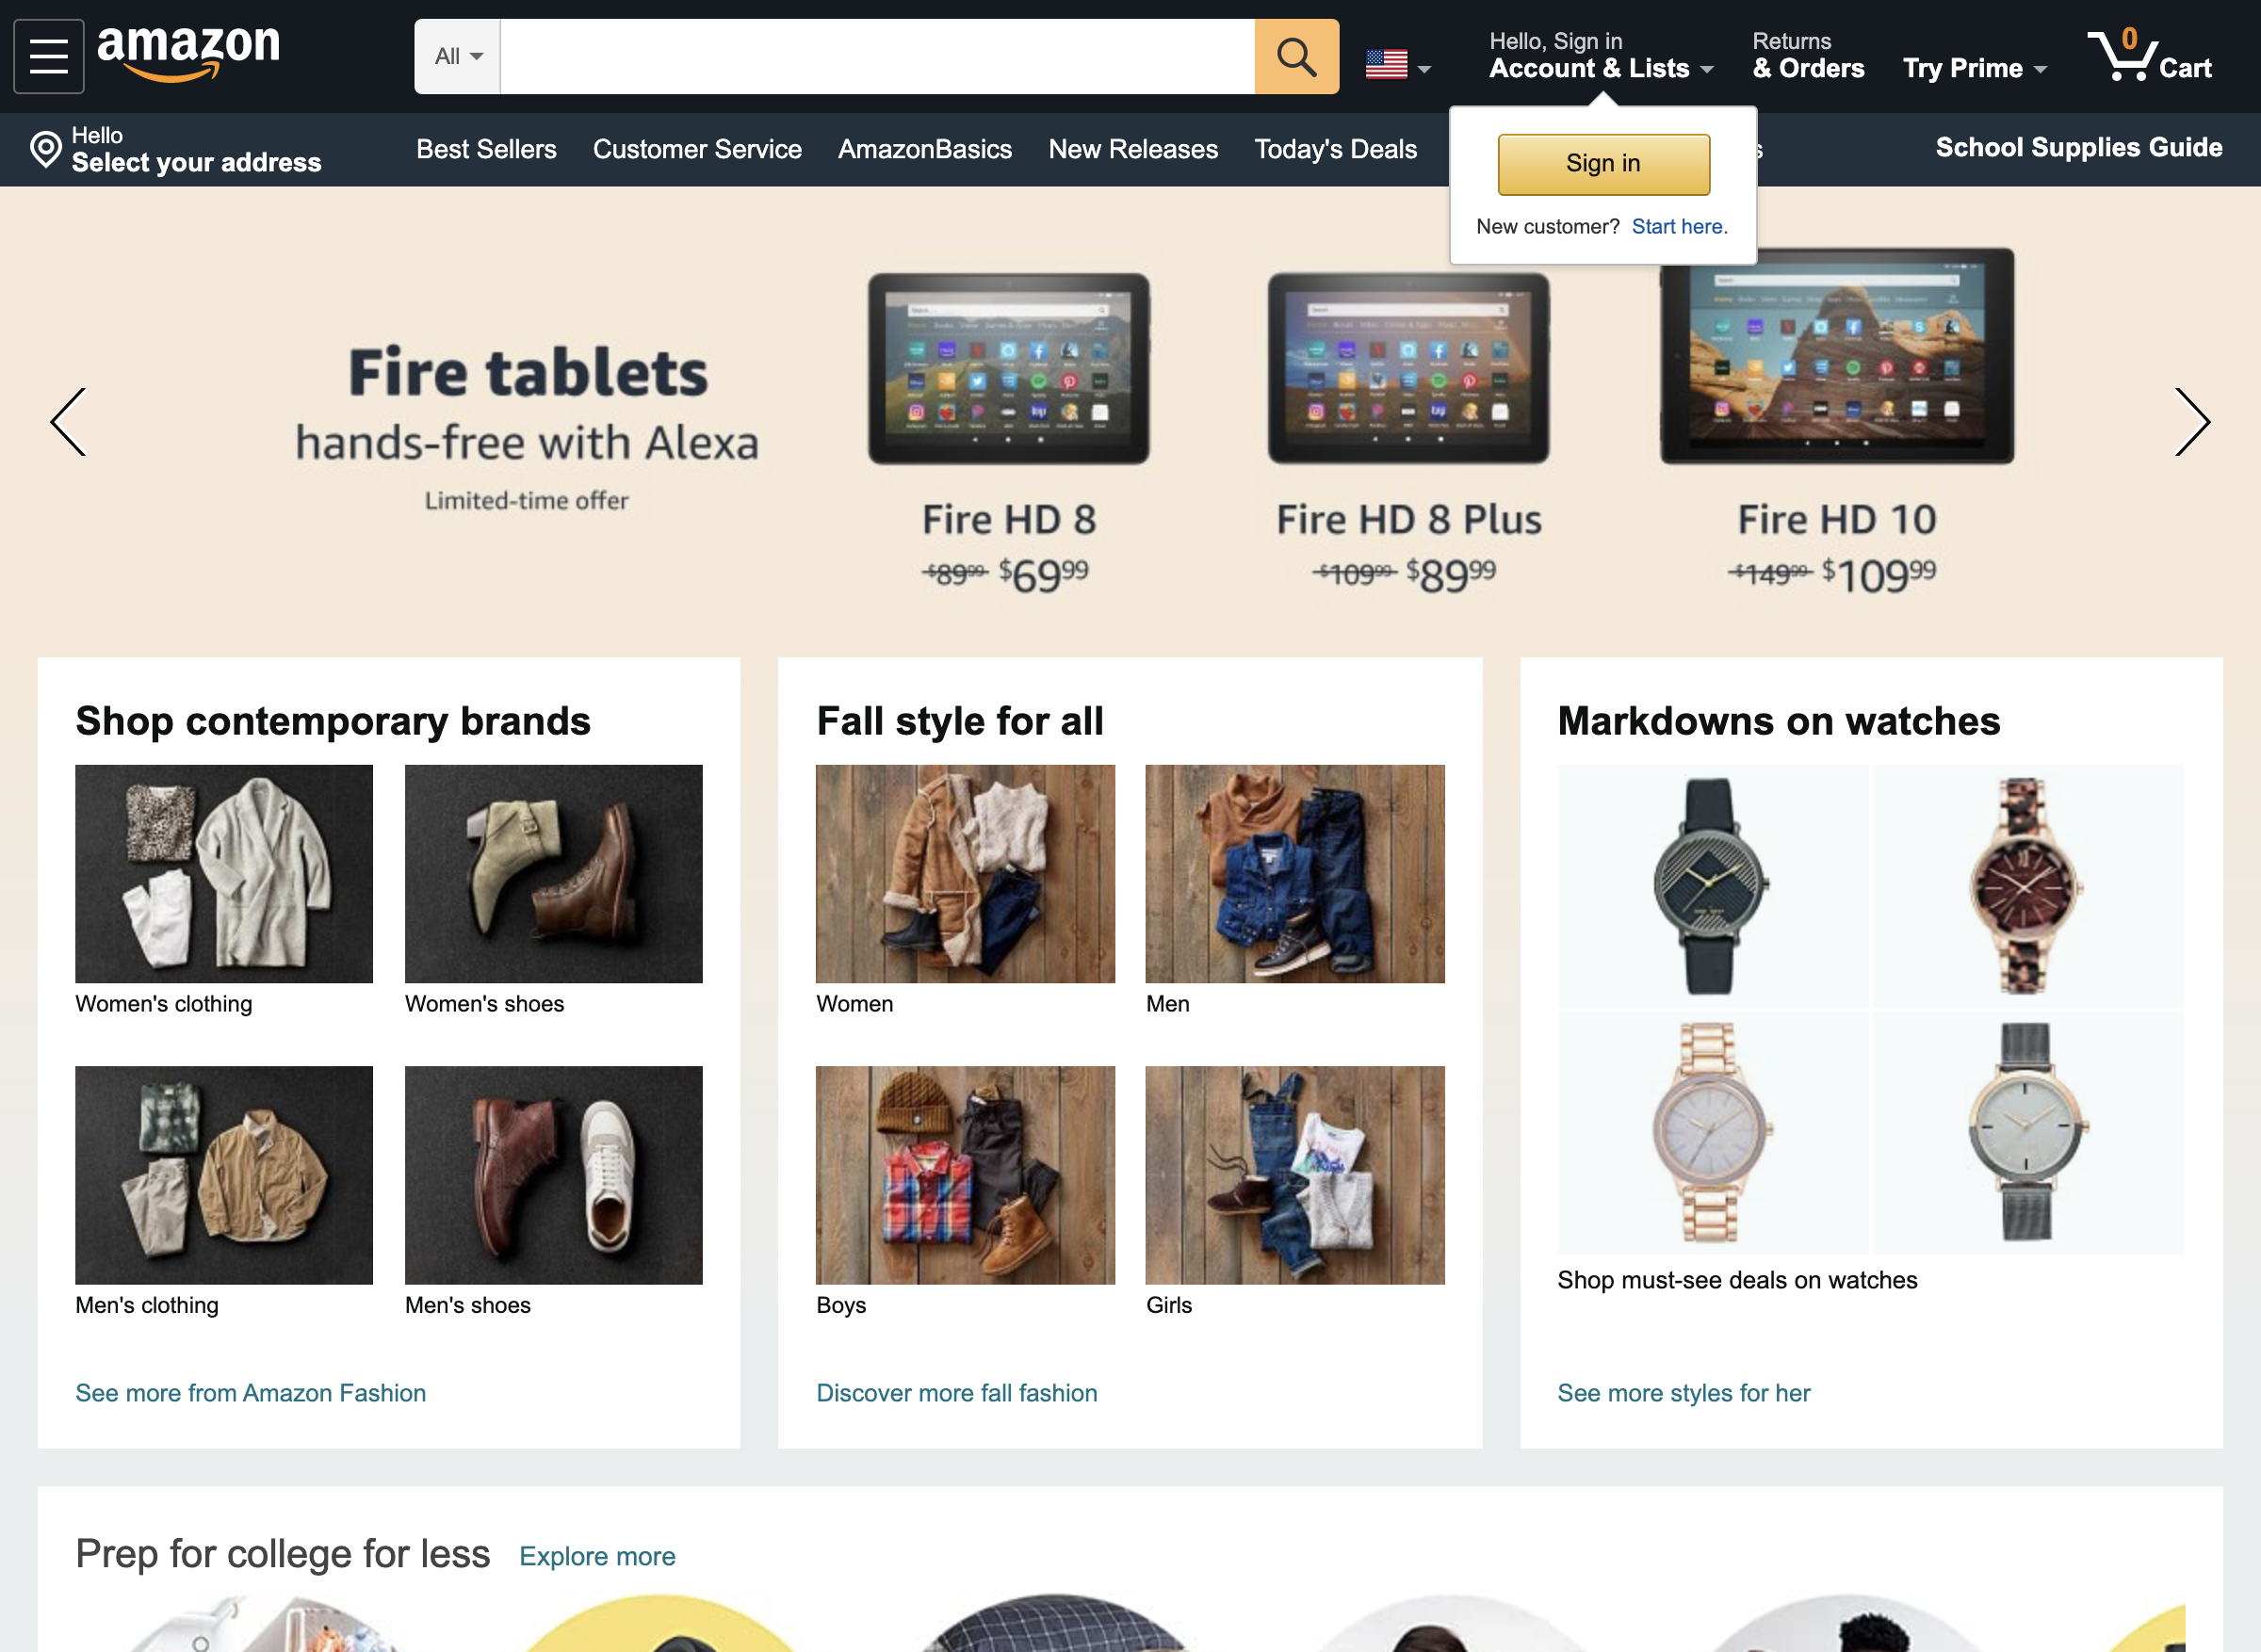 amazon
All
Hello, Sign in
Account & Lists
Returns
& Orders
Try Prime
0
Cart
Hello
Select your address
Best Sellers
Customer Service
AmazonBasics
New Releases
Today's Deals
School Supplies Guide
Sign in
New customer? Start here.
Fire tablets
hands-free with Alexa
Limited-time offer
Fire HD 8
$89.99 $69.99
Fire HD 8 Plus
$109.99 $89.99
Fire HD 10
$149.99 $109.99
Shop contemporary brands
Women's clothing
Women's shoes
Men's clothing
Men's shoes
See more from Amazon Fashion
Fall style for all
Women
Men
Boys
Girls
Discover more fall fashion
Markdowns on watches
Shop must-see deals on watches
See more styles for her
Prep for college for less Explore more